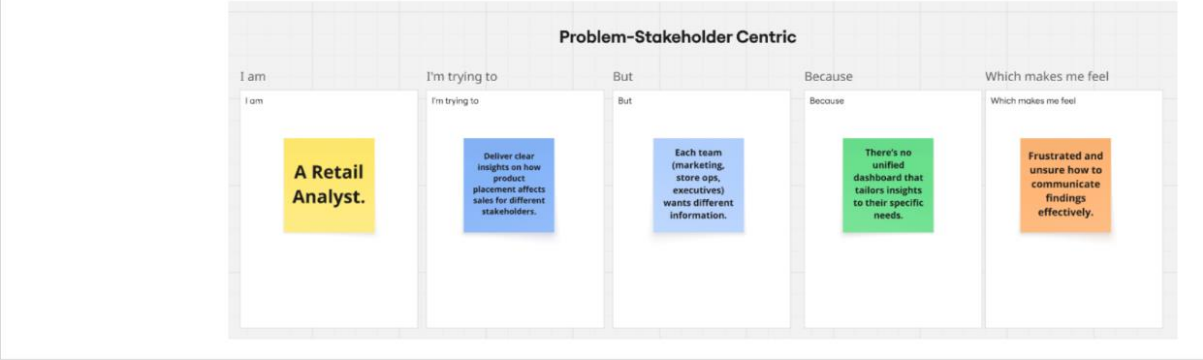 Problem-Stakeholder Centric
I am
I'm trying to
But
Because
Which makes me feel
I am
I'm trying to
But
Because
Which makes me feel
A Retail
Analyst.
Deliver clear
insights on how
product
placement affects
sales for different
stakeholders.
Each team
(marketing,
store ops,
executives)
wants different
information.
There's no
unified
dashboard that
tailors insights
to their specific
needs.
Frustrated and
unsure how to
communicate
findings
effectively.